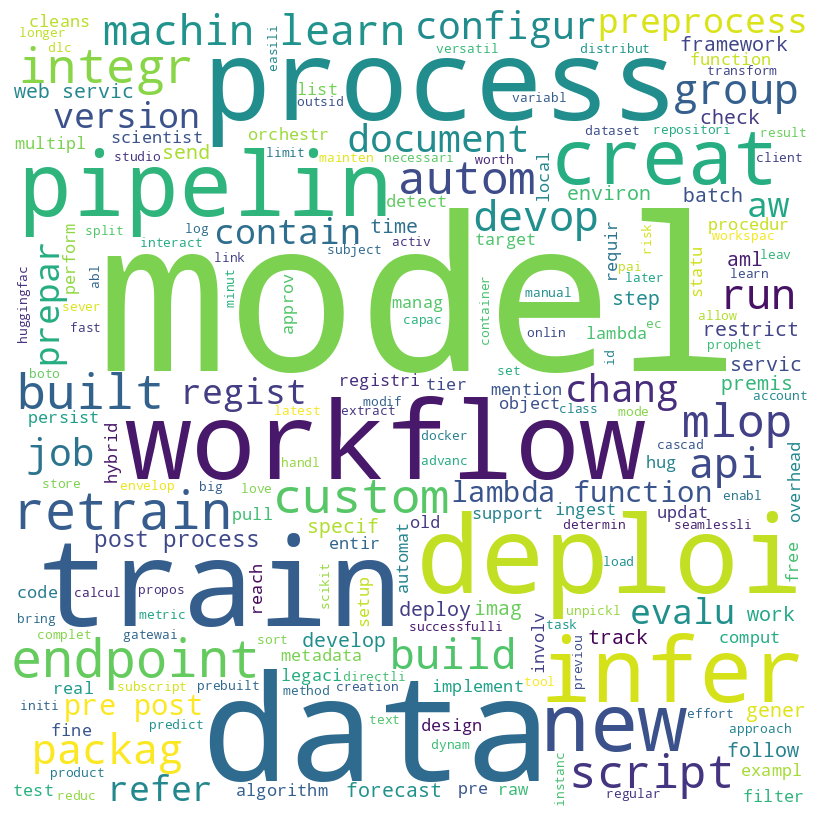 cleans
longer
dlc
machin
learn
easili
configur
versatil
distribut
preprocess
framework
function
transform
integr
process
group
web servic
version
list
outsid
variabl
check
multipl
scientist
studio
send
orchestr
document
mainten
limit
necessari
worth
creat
dataset
repositori
result
client
pipelin
autom
detect
local
environ
batch
aw
procedur
workspac
split
log
contain
time
devop
target
requir
risk
statu
prepar
perform
interact
link
subject
activ
model
huggingfac
abl
sever
fast
boto
minut
approv
manag
capac
container
manual
onlin
pai
later
lambda
step
id
ec
allow
aml
learn
leav
run
restrict
prophet
servic
built
regist
registri
tier
set
mention
object
class
chang
mode
premis
account
persist
hybrid
latest
modif
extract
workflow
docker
advanc
mlop
job
store
envelop
big
love
handl
cascad
hug
api
enabl
overhead
retrain
pull
custom
lambda function
support
ingest
updat
specif
old
determin
seamlessli
post process
entir
automat
train
deploi
load
free
code
bring
calcul
propos
metric
reach
scikit
setup
deploy
imag
unpickl
evalu
work
successfulli
involv
task
track
comput
complet
gatewai
sort
develop
previou
endpoint
metadata
legaci
directli
build
implement
tool
infer
real
subscript
prebuilt
method
creation
initi
pre post
predict
text
design
data
new
effort
gener
fine
dynam
approach
packag
follow
product
script
exampl
test
reduc
refer
algorithm
forecast
pre
raw
instanc
regular
filter